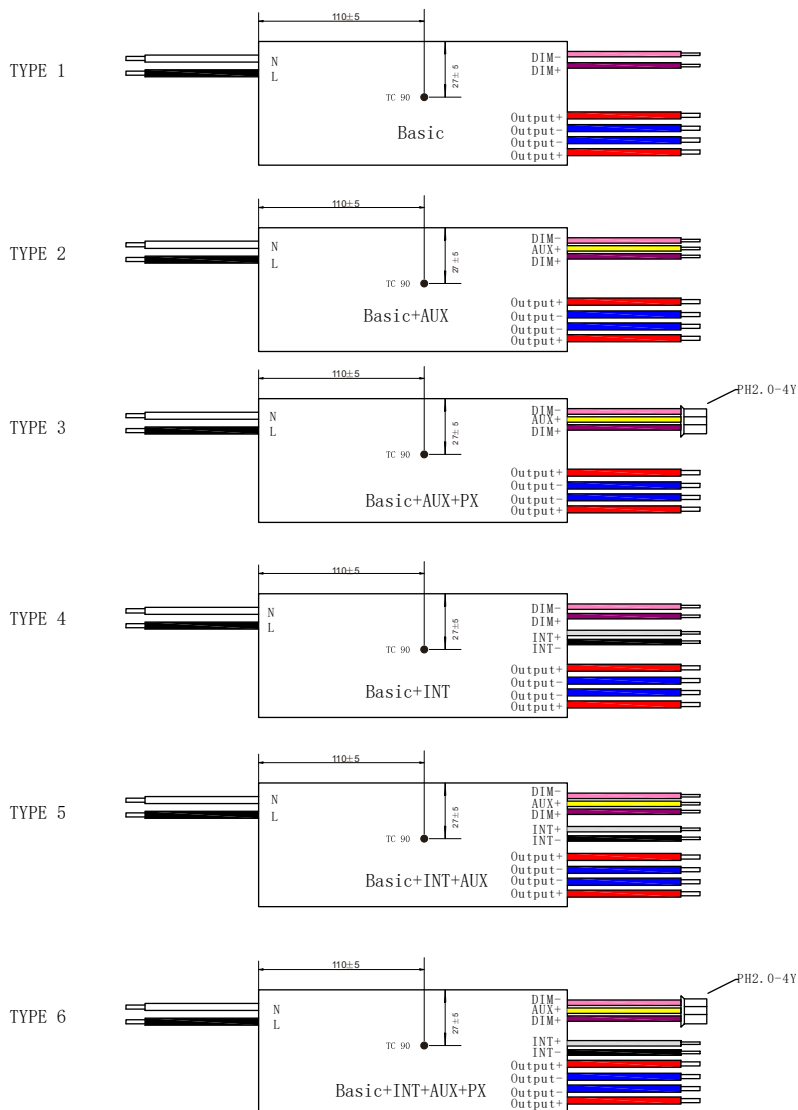 110±5
TYPE 1
N
L
27±5
TC 90
Basic
DIM-
DIM+
Output+
Output-
Output-
Output+
110±5
TYPE 2
N
L
27±5
TC 90
Basic+AUX
DIM-
AUX+
DIM+
Output+
Output-
Output-
Output+
110±5
TYPE 3
N
L
27±5
TC 90
Basic+AUX+PX
DIM-
AUX+
DIM+
PH2.0-4Y
Output+
Output-
Output-
Output+
110±5
TYPE 4
N
L
27±5
TC 90
Basic+INT
DIM-
DIM+
INT+
INT-
Output+
Output-
Output-
Output+
110±5
TYPE 5
N
L
27±5
TC 90
Basic+INT+AUX
DIM-
AUX+
DIM+
INT+
INT-
Output+
Output-
Output-
Output+
110±5
TYPE 6
N
L
27±5
TC 90
Basic+INT+AUX+PX
DIM-
AUX+
DIM+
PH2.0-4Y
INT+
INT-
Output+
Output-
Output-
Output+